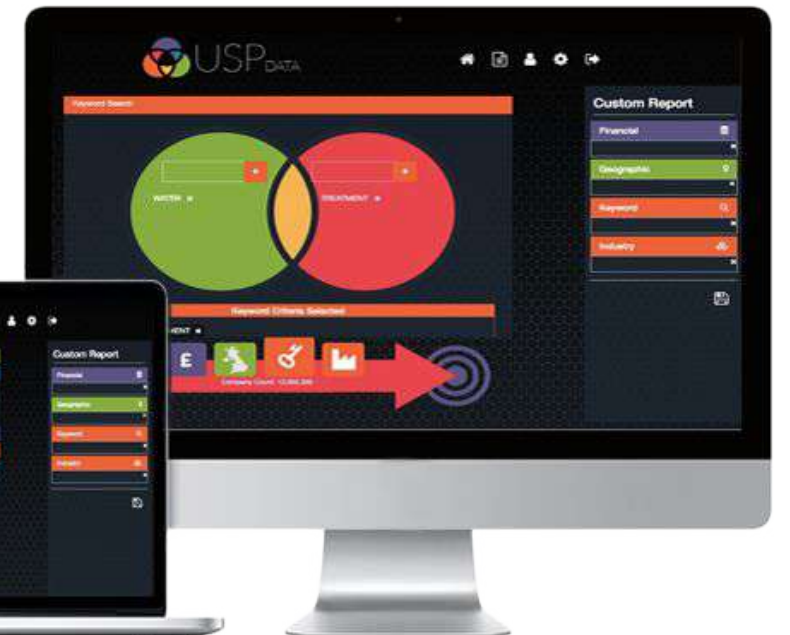 USP DATA
Keyword Search
WATER
TREATMENT
Keyword Criteria Selected
£
Custom Report
Financial
Geographic
Keyword
Industry
Custom Report
Financial
Geographic
Keyword
Industry